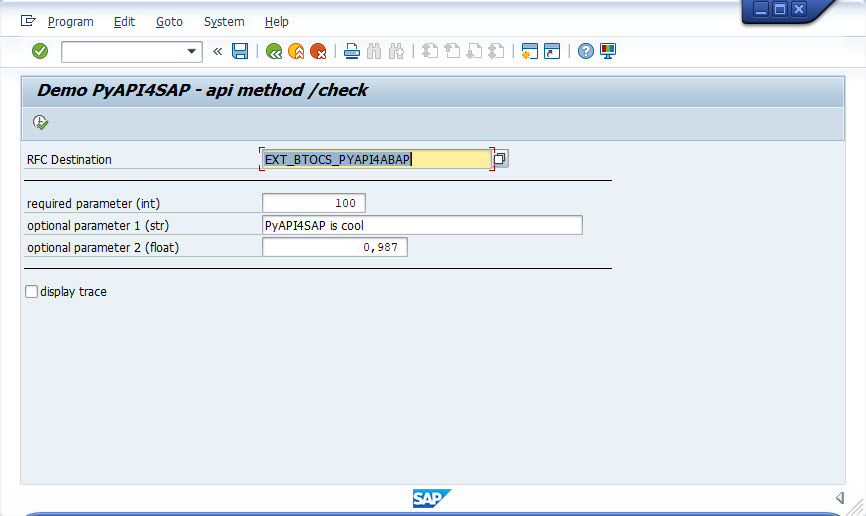 Program Edit Goto System Help
Demo PyAPI4SAP - api method /check
RFC Destination EXT_BTOCS_PYAPI4ABAP
required parameter (int) 100
optional parameter 1 (str) PyAPI4SAP is cool
optional parameter 2 (float) 0,987
display trace
SAP